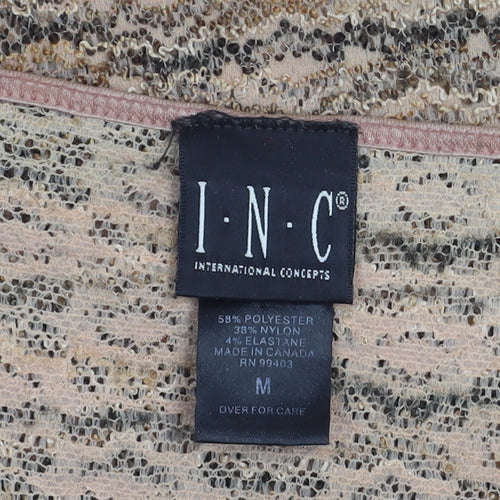 I·N·C®
INTERNATIONAL CONCEPTS
58% POLYESTER
38% NYLON
4% ELASTANE
MADE IN CANADA
RN 99403
M
OVER FOR CARE